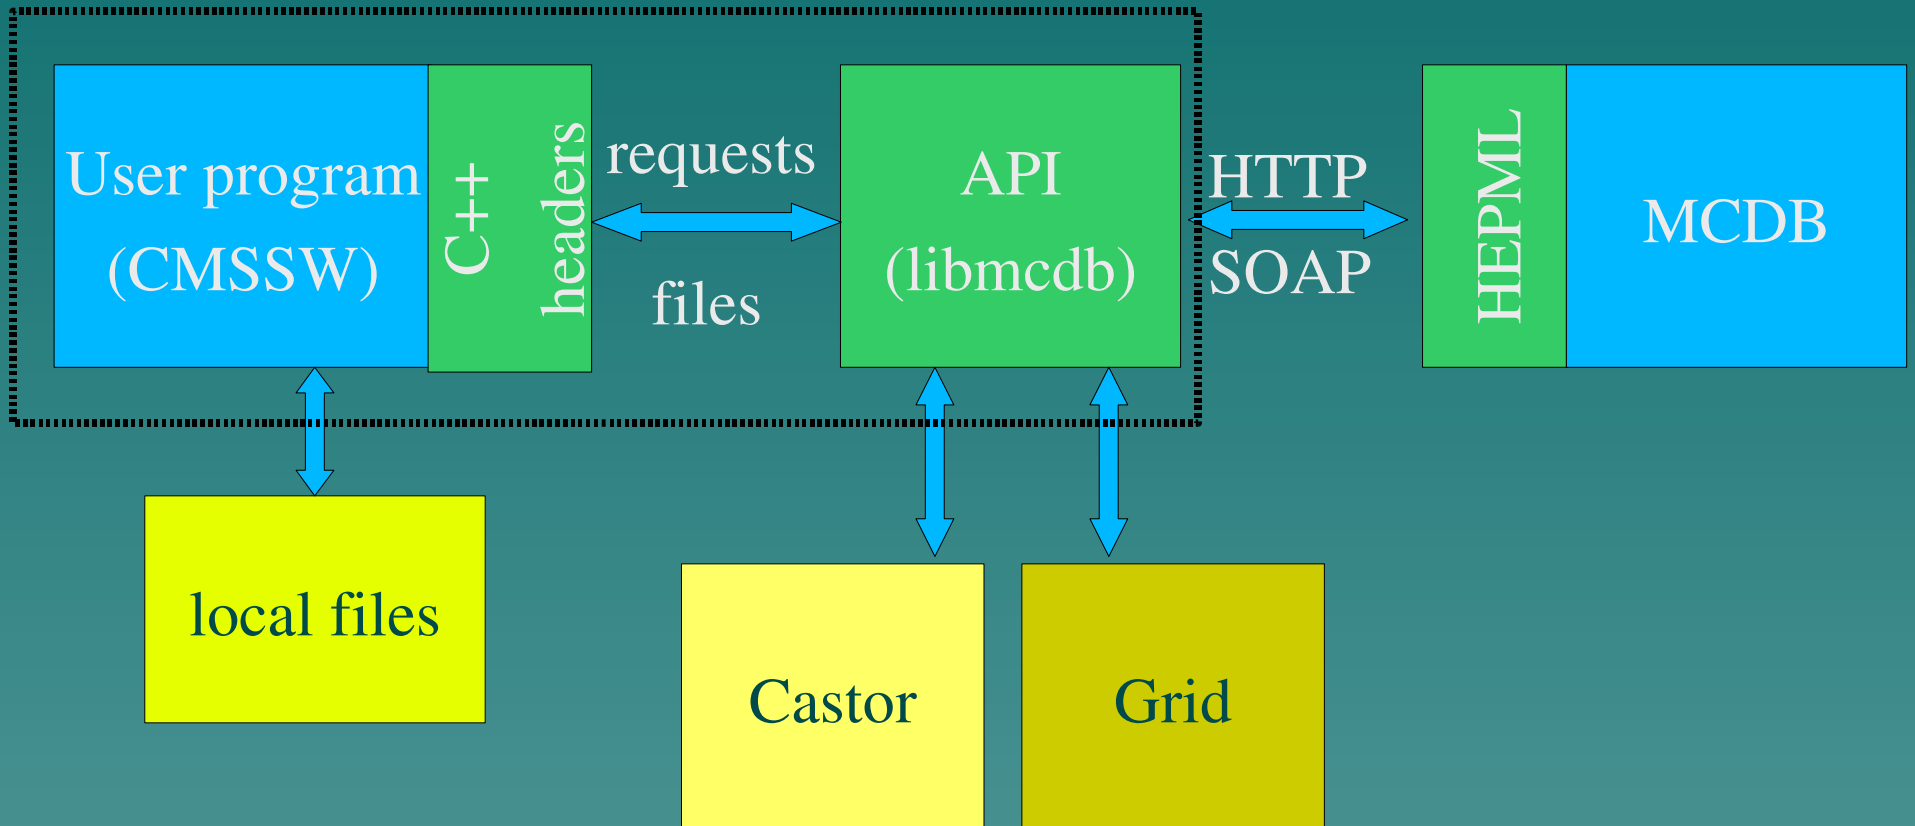 User program
(CMSSW)
C++
headers
requests
files
API
(libmcdb)
HTTP
SOAP
HEPML
MCDB
local files
Castor
Grid